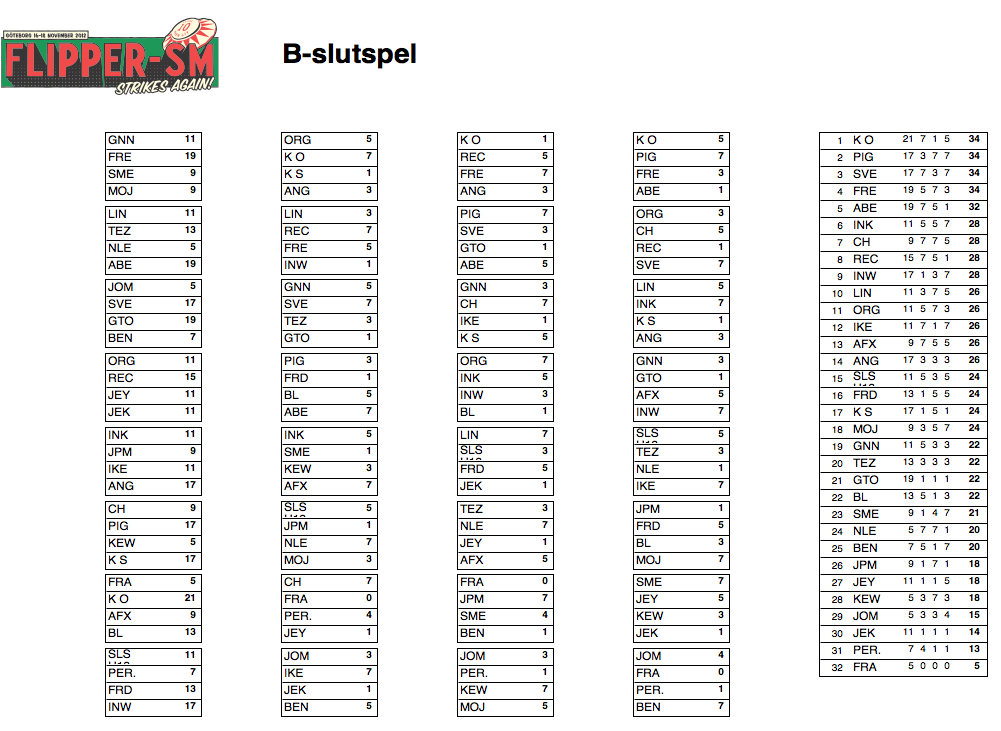 GÖTEBORG 16-18 NOVEMBER 2012
FLIPPER-SM
STRIKES AGAIN!
B-slutspel
GNN 11
FRE 19
SME 9
MOJ 9
LIN 11
TEZ 13
NLE 5
ABE 19
JOM 5
SVE 17
GTO 19
BEN 7
ORG 11
REC 15
JEY 11
JEK 11
INK 11
JPM 9
IKE 11
ANG 17
CH 9
PIG 17
KEW 5
K S 17
FRA 5
K O 21
AFX 9
BL 13
SLS 11
PER. 7
FRD 13
INW 17
ORG 5
K O 7
K S 1
ANG 3
LIN 3
REC 7
FRE 5
INW 1
GNN 5
SVE 7
TEZ 3
GTO 1
PIG 3
FRD 1
BL 5
ABE 7
INK 5
SME 1
KEW 3
AFX 7
SLS 5
JPM 1
NLE 7
MOJ 3
CH 7
FRA 0
PER. 4
JEY 1
JOM 3
IKE 7
JEK 1
BEN 5
K O 1
REC 5
FRE 7
ANG 3
PIG 7
SVE 3
GTO 1
ABE 5
GNN 3
CH 7
IKE 1
K S 5
ORG 7
INK 5
INW 3
BL 1
LIN 7
SLS 3
FRD 5
JEK 1
TEZ 3
NLE 7
JEY 1
AFX 5
FRA 0
JPM 7
SME 4
BEN 1
JOM 3
PER. 1
KEW 7
MOJ 5
K O 5
PIG 7
FRE 3
ABE 1
ORG 3
CH 5
REC 1
SVE 7
LIN 5
INK 7
K S 1
ANG 3
GNN 3
GTO 1
AFX 5
INW 7
SLS 5
TEZ 3
NLE 1
IKE 7
JPM 1
FRD 5
BL 3
MOJ 7
SME 7
JEY 5
KEW 3
JEK 1
JOM 4
FRA 0
PER. 1
BEN 7
1 K O 21 7 1 5 34
2 PIG 17 3 7 7 34
3 SVE 17 7 3 7 34
4 FRE 19 5 7 3 34
5 ABE 19 7 5 1 32
6 INK 11 5 5 7 28
7 CH 9 7 7 5 28
8 REC 15 7 5 1 28
9 INW 17 1 3 7 28
10 LIN 11 3 7 5 26
11 ORG 11 5 7 3 26
12 IKE 11 7 1 7 26
13 AFX 9 7 5 5 26
14 ANG 17 3 3 3 26
15 SLS 11 5 3 5 24
16 FRD 13 1 5 5 24
17 K S 17 1 5 1 24
18 MOJ 9 3 5 7 24
19 GNN 11 5 3 3 22
20 TEZ 13 3 3 3 22
21 GTO 19 1 1 1 22
22 BL 13 5 1 3 22
23 SME 9 1 4 7 21
24 NLE 5 7 7 1 20
25 BEN 7 5 1 7 20
26 JPM 9 1 7 1 18
27 JEY 11 1 1 5 18
28 KEW 5 3 7 3 18
29 JOM 5 3 3 4 15
30 JEK 11 1 1 1 14
31 PER. 7 4 1 1 13
32 FRA 5 0 0 0 5